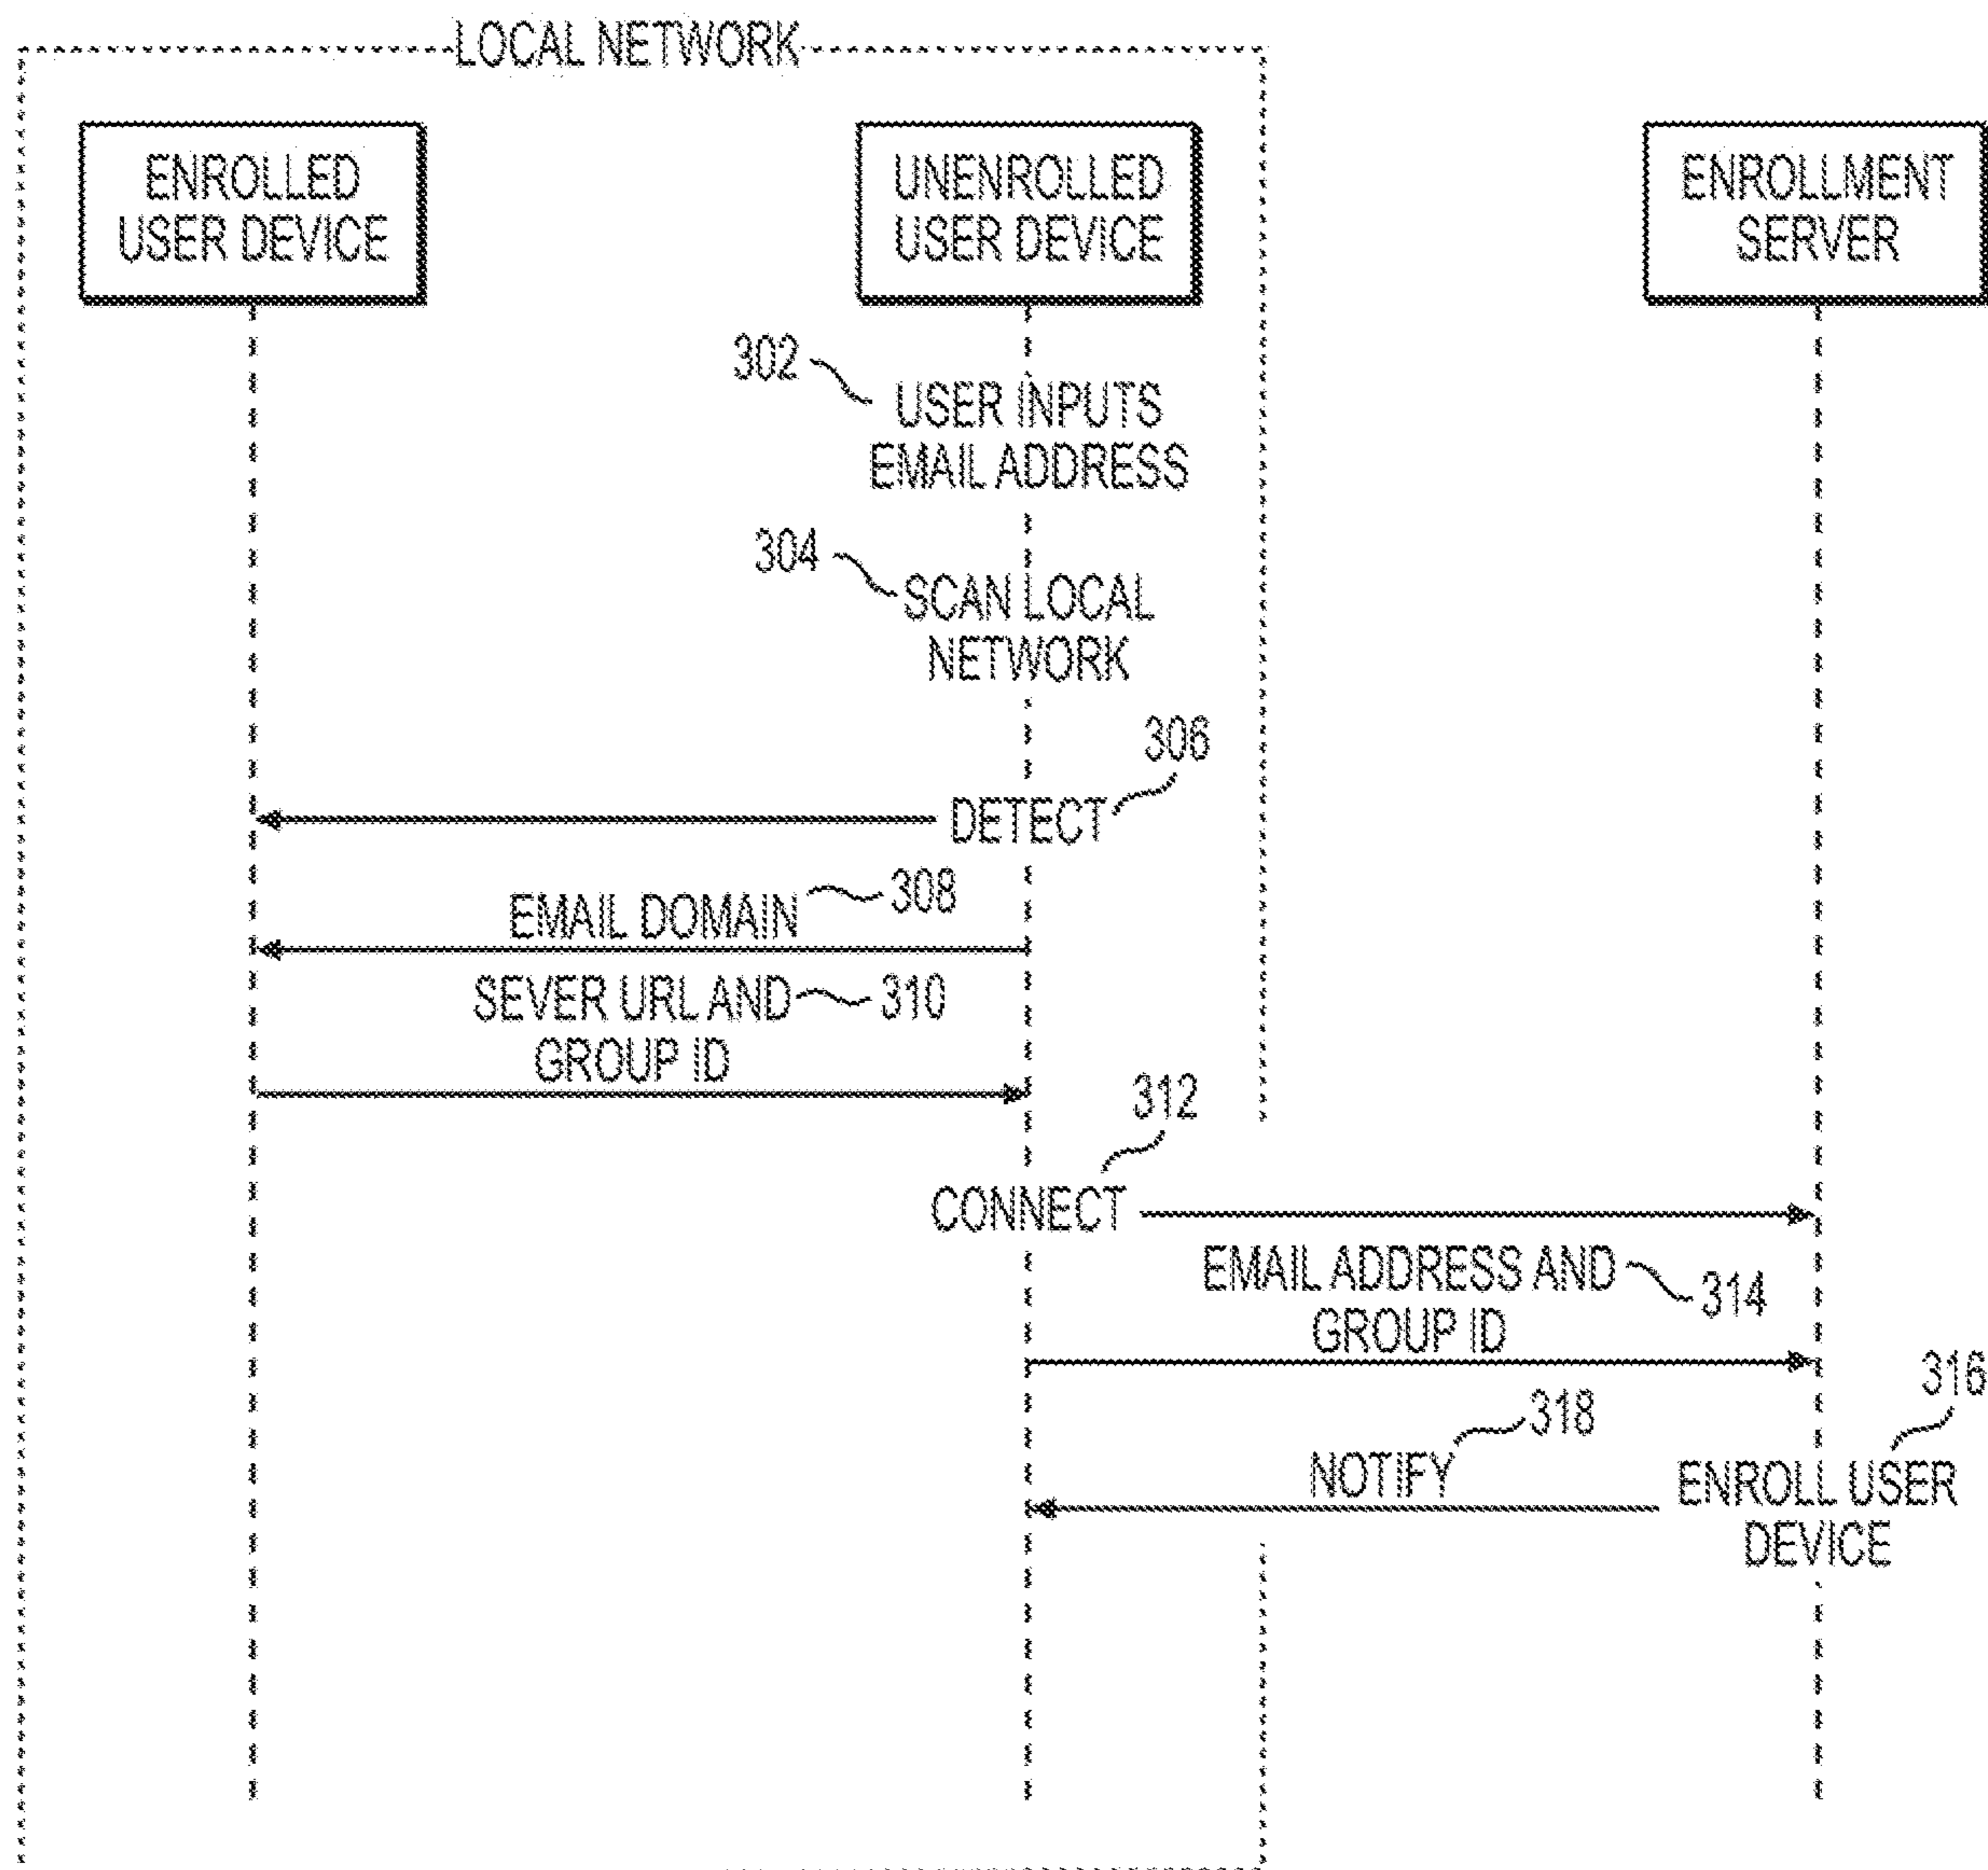 LOCAL NETWORK
ENROLLED
USER DEVICE
UNENROLLED
USER DEVICE
ENROLLMENT
SERVER
302
USER INPUTS
EMAIL ADDRESS
304
SCAN LOCAL
NETWORK
306
DETECT
308
EMAIL DOMAIN
SEVER URL AND
310
GROUP ID
312
CONNECT
EMAIL ADDRESS AND
314
GROUP ID
316
318
NOTIFY
ENROLL USER
DEVICE